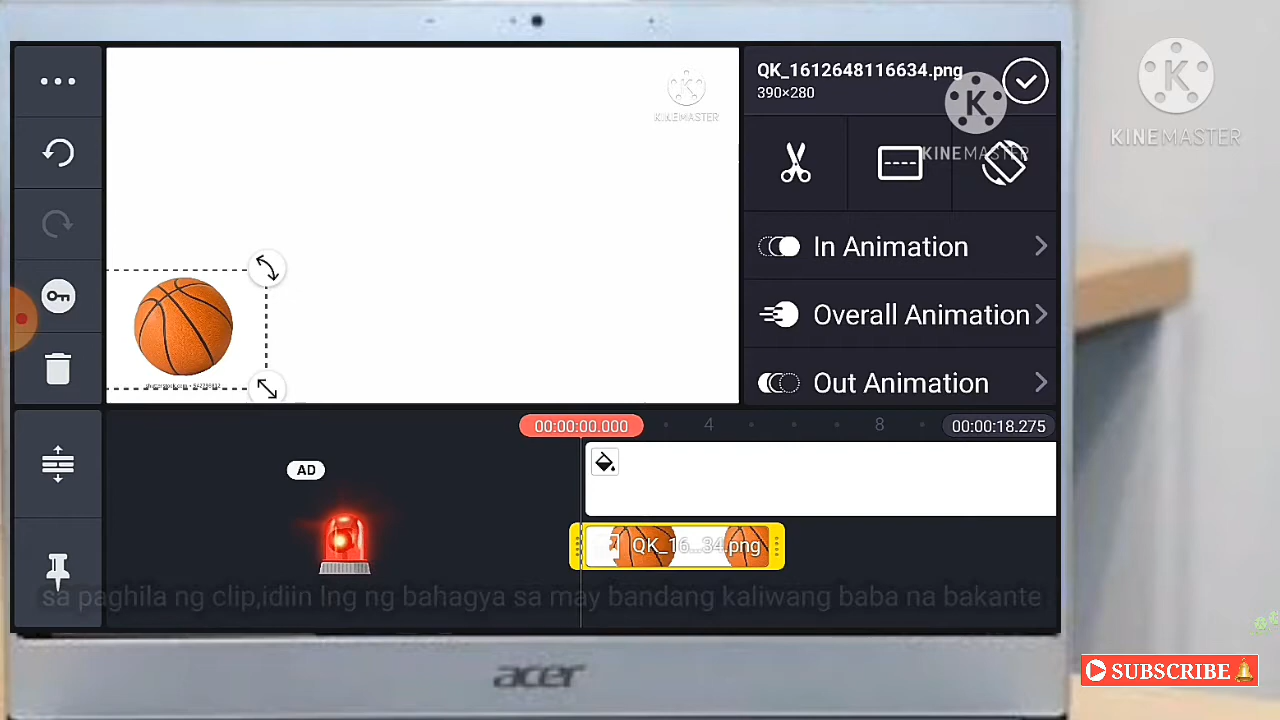 QK_1612648116634.png
390×280
KINEMASTER
KINEMASTER
KINEMASTER
In Animation
Overall Animation
Out Animation
00:00:00.000
4
8
00:00:18.275
AD
QK_16...34.png
sa paghila ng clip,idiin lng ng bahagya sa may bandang kaliwang baba na bakante
acer
SUBSCRIBE